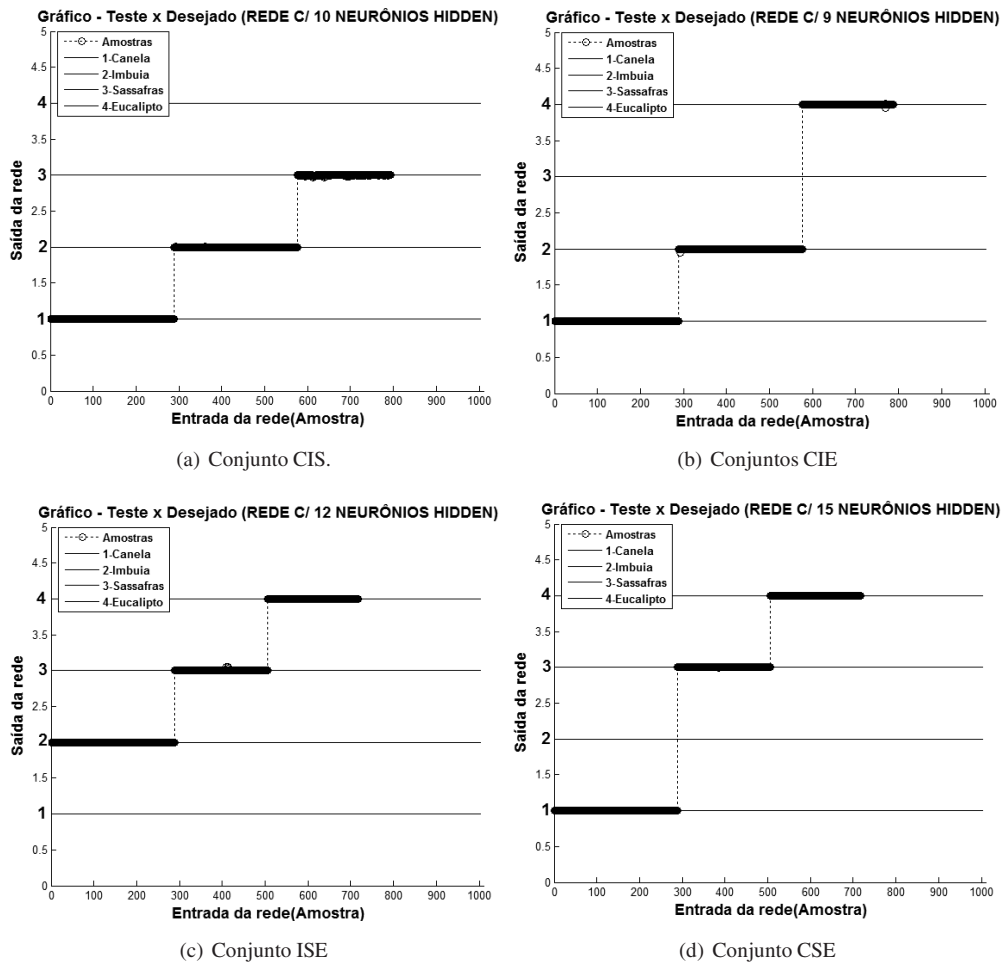 Gráfico - Teste x Desejado (REDE C/ 10 NEURÔNIOS HIDDEN)
Amostras
1-Canela
2-Imbuia
3-Sassafras
4-Eucalipto
5
4.5
4
3.5
3
2.5
2
1.5
1
0.5
0
Saída da rede
0 100 200 300 400 500 600 700 800 900 1000
Entrada da rede(Amostra)
(a) Conjunto CIS.
Gráfico - Teste x Desejado (REDE C/ 9 NEURÔNIOS HIDDEN)
Amostras
1-Canela
2-Imbuia
3-Sassafras
4-Eucalipto
5
4.5
4
3.5
3
2.5
2
1.5
1
0.5
0
Saída da rede
0 100 200 300 400 500 600 700 800 900 1000
Entrada da rede(Amostra)
(b) Conjuntos CIE
Gráfico - Teste x Desejado (REDE C/ 12 NEURÔNIOS HIDDEN)
Amostras
1-Canela
2-Imbuia
3-Sassafras
4-Eucalipto
5
4.5
4
3.5
3
2.5
2
1.5
1
0.5
0
Saída da rede
0 100 200 300 400 500 600 700 800 900 1000
Entrada da rede(Amostra)
(c) Conjunto ISE
Gráfico - Teste x Desejado (REDE C/ 15 NEURÔNIOS HIDDEN)
Amostras
1-Canela
2-Imbuia
3-Sassafras
4-Eucalipto
5
4.5
4
3.5
3
2.5
2
1.5
1
0.5
0
Saída da rede
0 100 200 300 400 500 600 700 800 900 1000
Entrada da rede(Amostra)
(d) Conjunto CSE